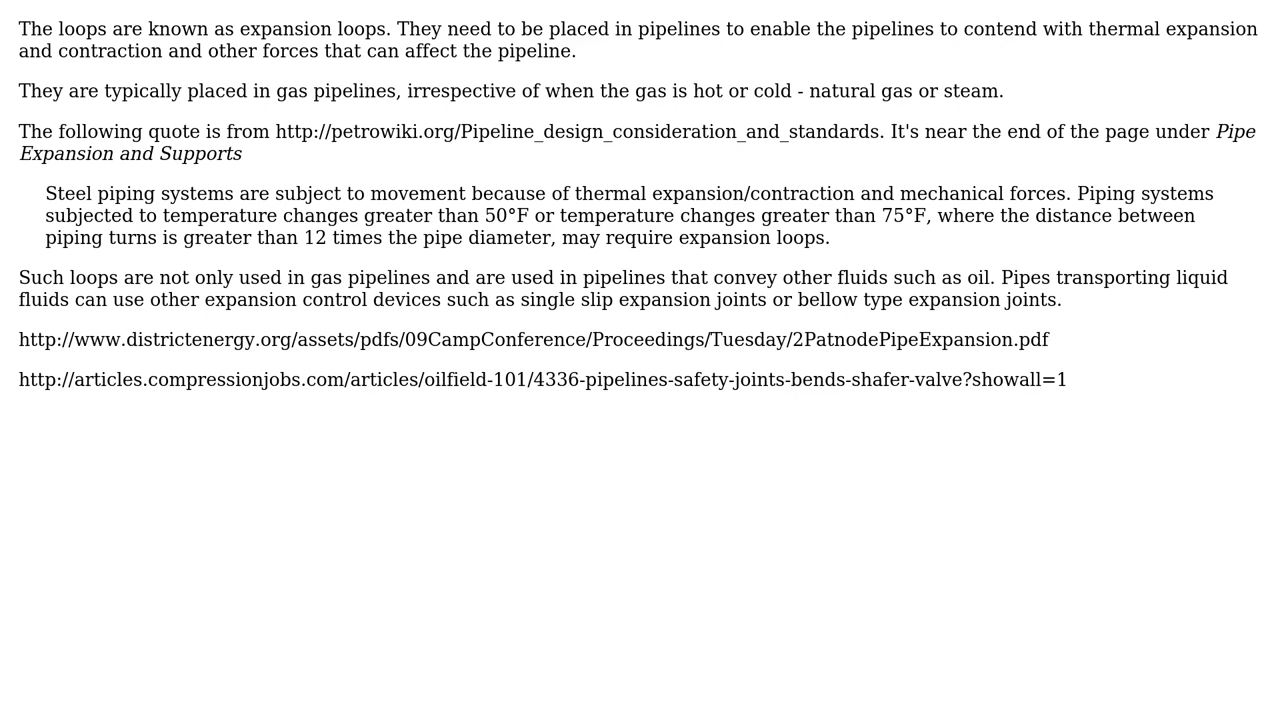 The loops are known as expansion loops. They need to be placed in pipelines to enable the pipelines to contend with thermal expansion
and contraction and other forces that can affect the pipeline.
They are typically placed in gas pipelines, irrespective of when the gas is hot or cold - natural gas or steam.
The following quote is from http://petrowiki.org/Pipeline_design_consideration_and_standards. It's near the end of the page under Pipe
Expansion and Supports
Steel piping systems are subject to movement because of thermal expansion/contraction and mechanical forces. Piping systems
subjected to temperature changes greater than 50°F or temperature changes greater than 75°F, where the distance between
piping turns is greater than 12 times the pipe diameter, may require expansion loops.
Such loops are not only used in gas pipelines and are used in pipelines that convey other fluids such as oil. Pipes transporting liquid
fluids can use other expansion control devices such as single slip expansion joints or bellow type expansion joints.
http://www.districtenergy.org/assets/pdfs/09CampConference/Proceedings/Tuesday/2PatnodePipeExpansion.pdf
http://articles.compressionjobs.com/articles/oilfield-101/4336-pipelines-safety-joints-bends-shafer-valve?showall=1